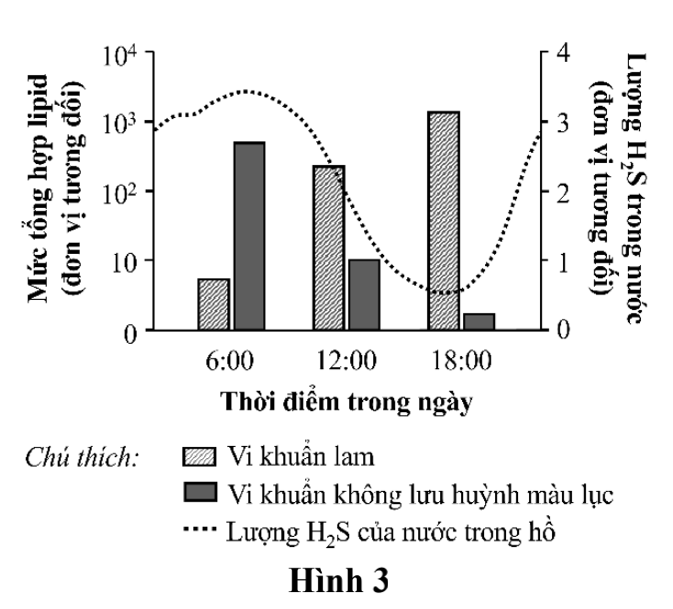 Mức tổng hợp lipid
(đơn vị tương đối)
10⁴
10³
10²
10
0
4
3
2
1
0
Lượng H₂S trong nước
(đơn vị tương đối)
6:00 12:00 18:00
Thời điểm trong ngày
Chú thích:
Vi khuẩn lam
Vi khuẩn không lưu huỳnh màu lục
Lượng H₂S của nước trong hồ
Hình 3